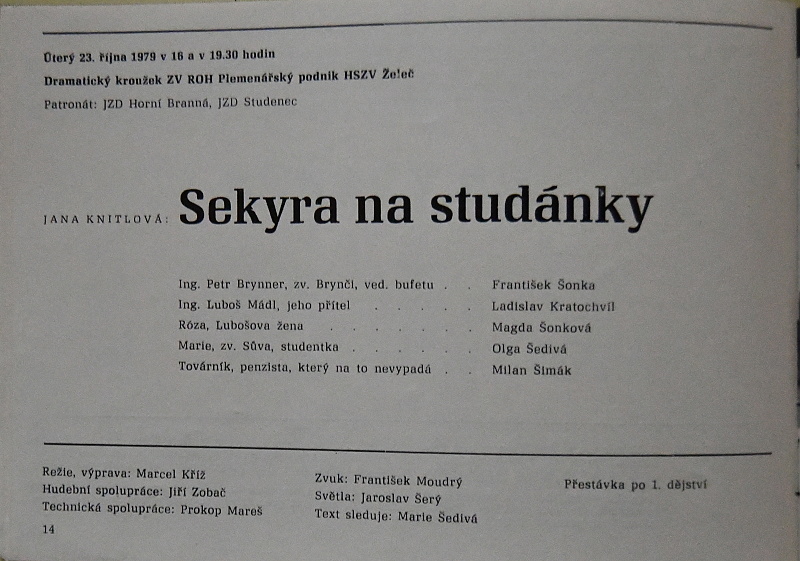 Úterý 23. října 1979 v 16 a v 19.30 hodin
Dramatický kroužek ZV ROH Plemenářský podnik HSZV Želeč
Patronát: JZD Horní Branná, JZD Studenec
JANA KNITLOVÁ: Sekyra na studánky
Ing. Petr Brynner, zv. Brynčl, ved. bufetu . . František Šonka
Ing. Luboš Mádl, jeho přítel . . . . . Ladislav Kratochvíl
Róza, Lubošova žena . . . . . . . Magda Šonková
Marie, zv. Sůva, studentka . . . . . . Olga Šedivá
Továrník, penzista, který na to nevypadá . . Milan Šimák
Režie, výprava: Marcel Kříž
Hudební spolupráce: Jiří Zobač
Technická spolupráce: Prokop Mareš
Zvuk: František Moudrý
Světla: Jaroslav Šerý
Text sleduje: Marie Šedivá
Přestávka po 1. dějství
14